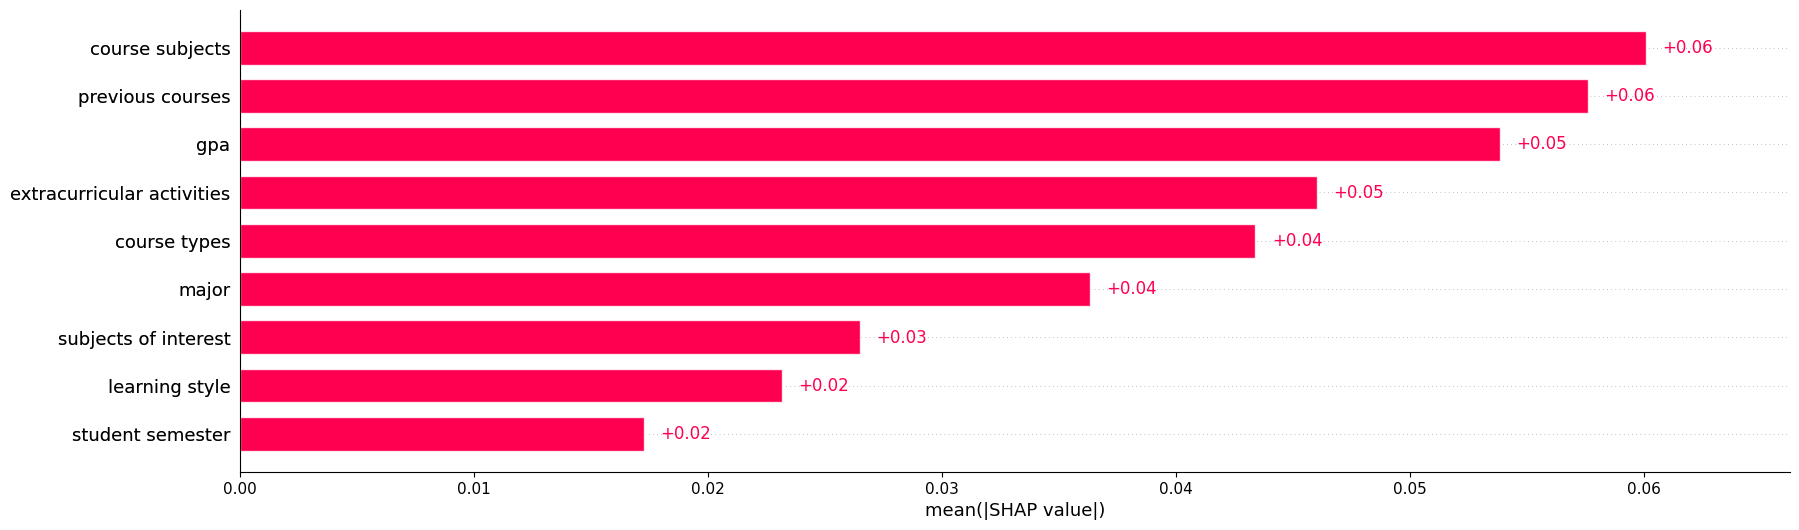 course subjects +0.06
previous courses +0.06
gpa +0.05
extracurricular activities +0.05
course types +0.04
major +0.04
subjects of interest +0.03
learning style +0.02
student semester +0.02
0.00 0.01 0.02 0.03 0.04 0.05 0.06
mean(|SHAP value|)